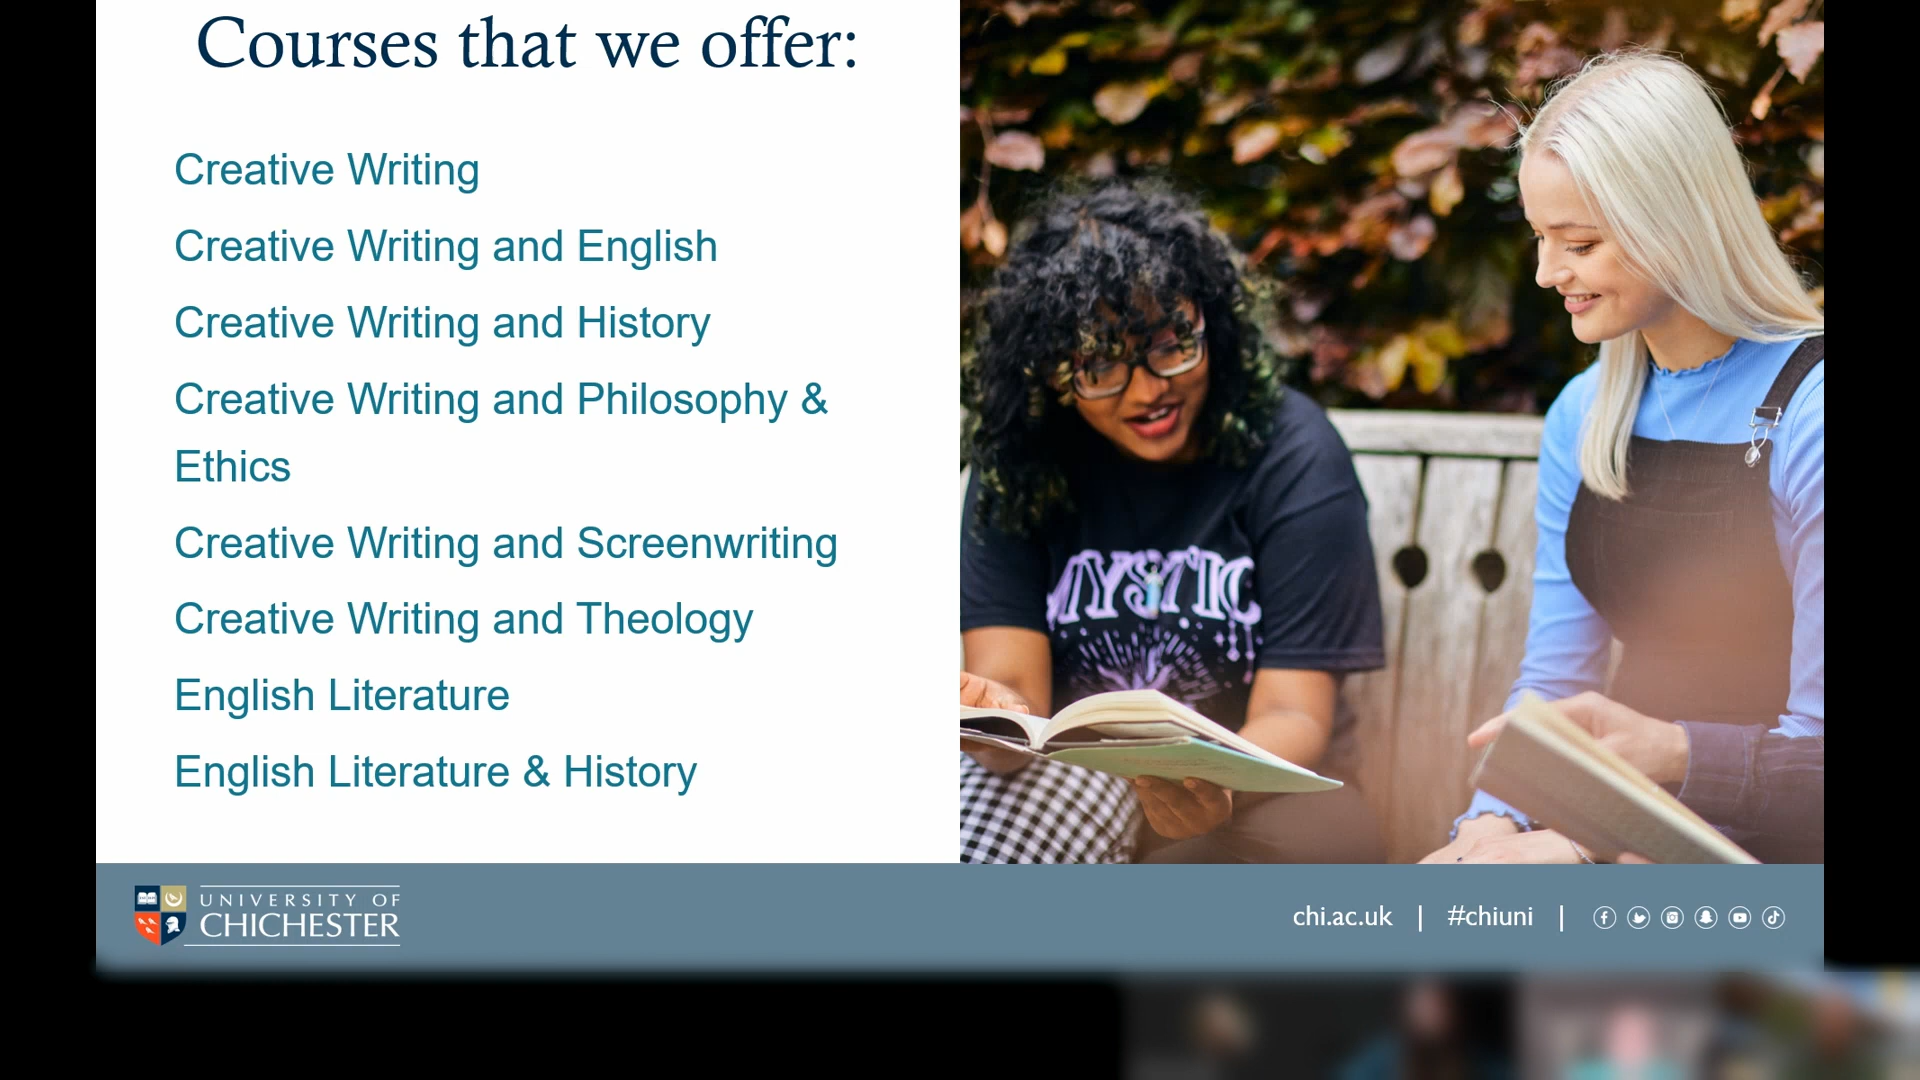 Courses that we offer:
Creative Writing
Creative Writing and English
Creative Writing and History
Creative Writing and Philosophy &
Ethics
Creative Writing and Screenwriting
Creative Writing and Theology
English Literature
English Literature & History
MYSTIC
UNIVERSITY OF
CHICHESTER
chi.ac.uk | #chiuni |